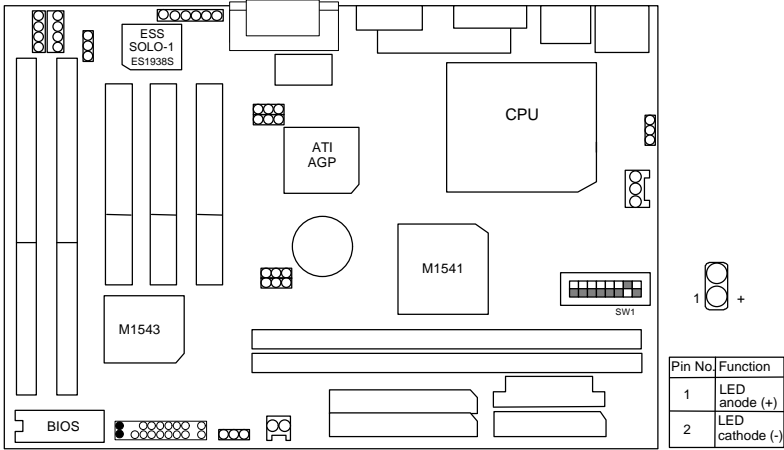 ESS
SOLO-1
ES1938S
CPU
ATI
AGP
M1541
SW1
1
+
M1543
Pin No. Function
1 LED
anode (+)
2 LED
cathode (-)
BIOS